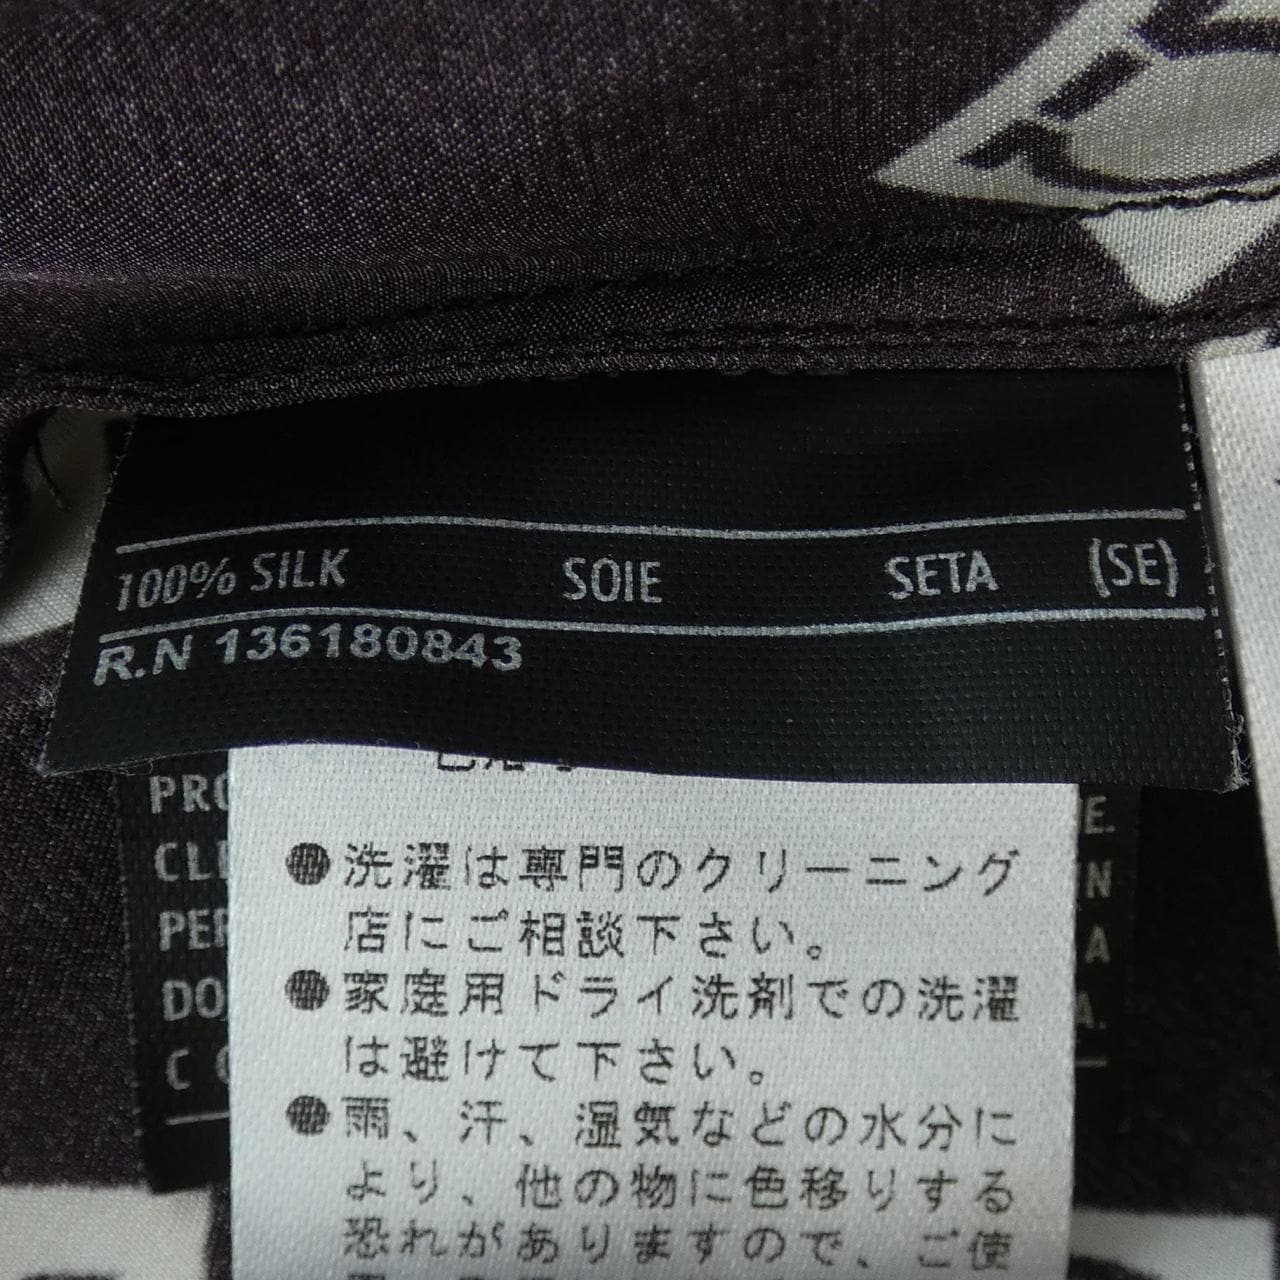 100% SILK SOIE SETA (SE)
R.N 136180843
●洗濯は専門のクリーニング
店にご相談下さい。
●家庭用ドライ洗剤での洗濯
は避けて下さい。
●雨、汗、湿気などの水分に
より、他の物に色移りする
恐れがありますので、ご使